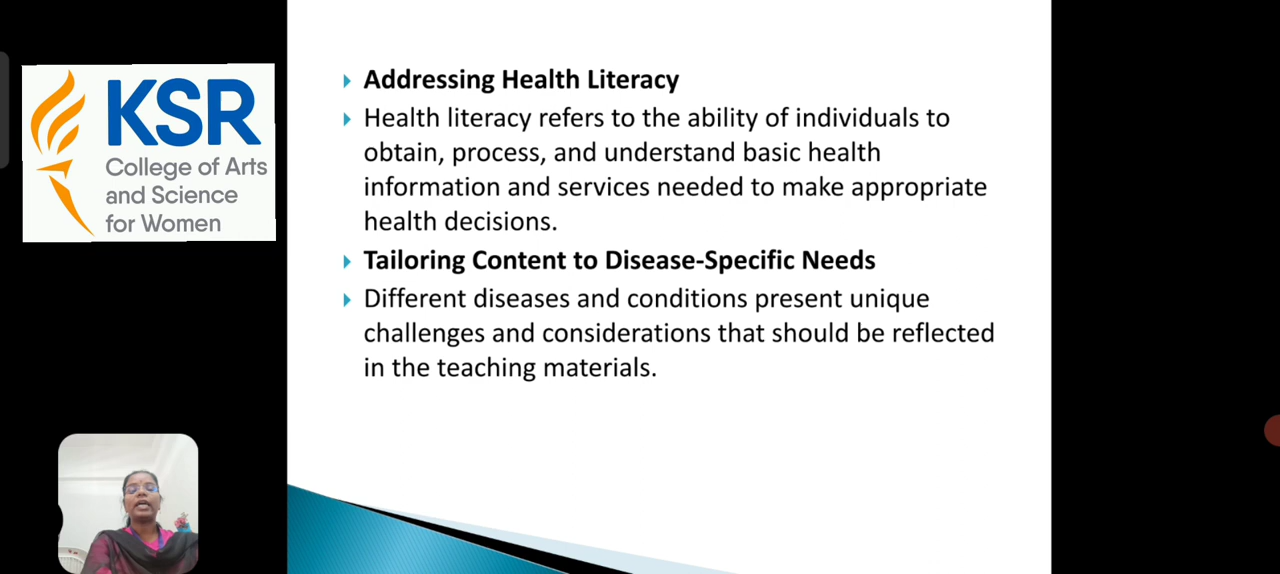 KSR
College of Arts
and Science
for Women
Addressing Health Literacy
Health literacy refers to the ability of individuals to
obtain, process, and understand basic health
information and services needed to make appropriate
health decisions.
Tailoring Content to Disease-Specific Needs
Different diseases and conditions present unique
challenges and considerations that should be reflected
in the teaching materials.